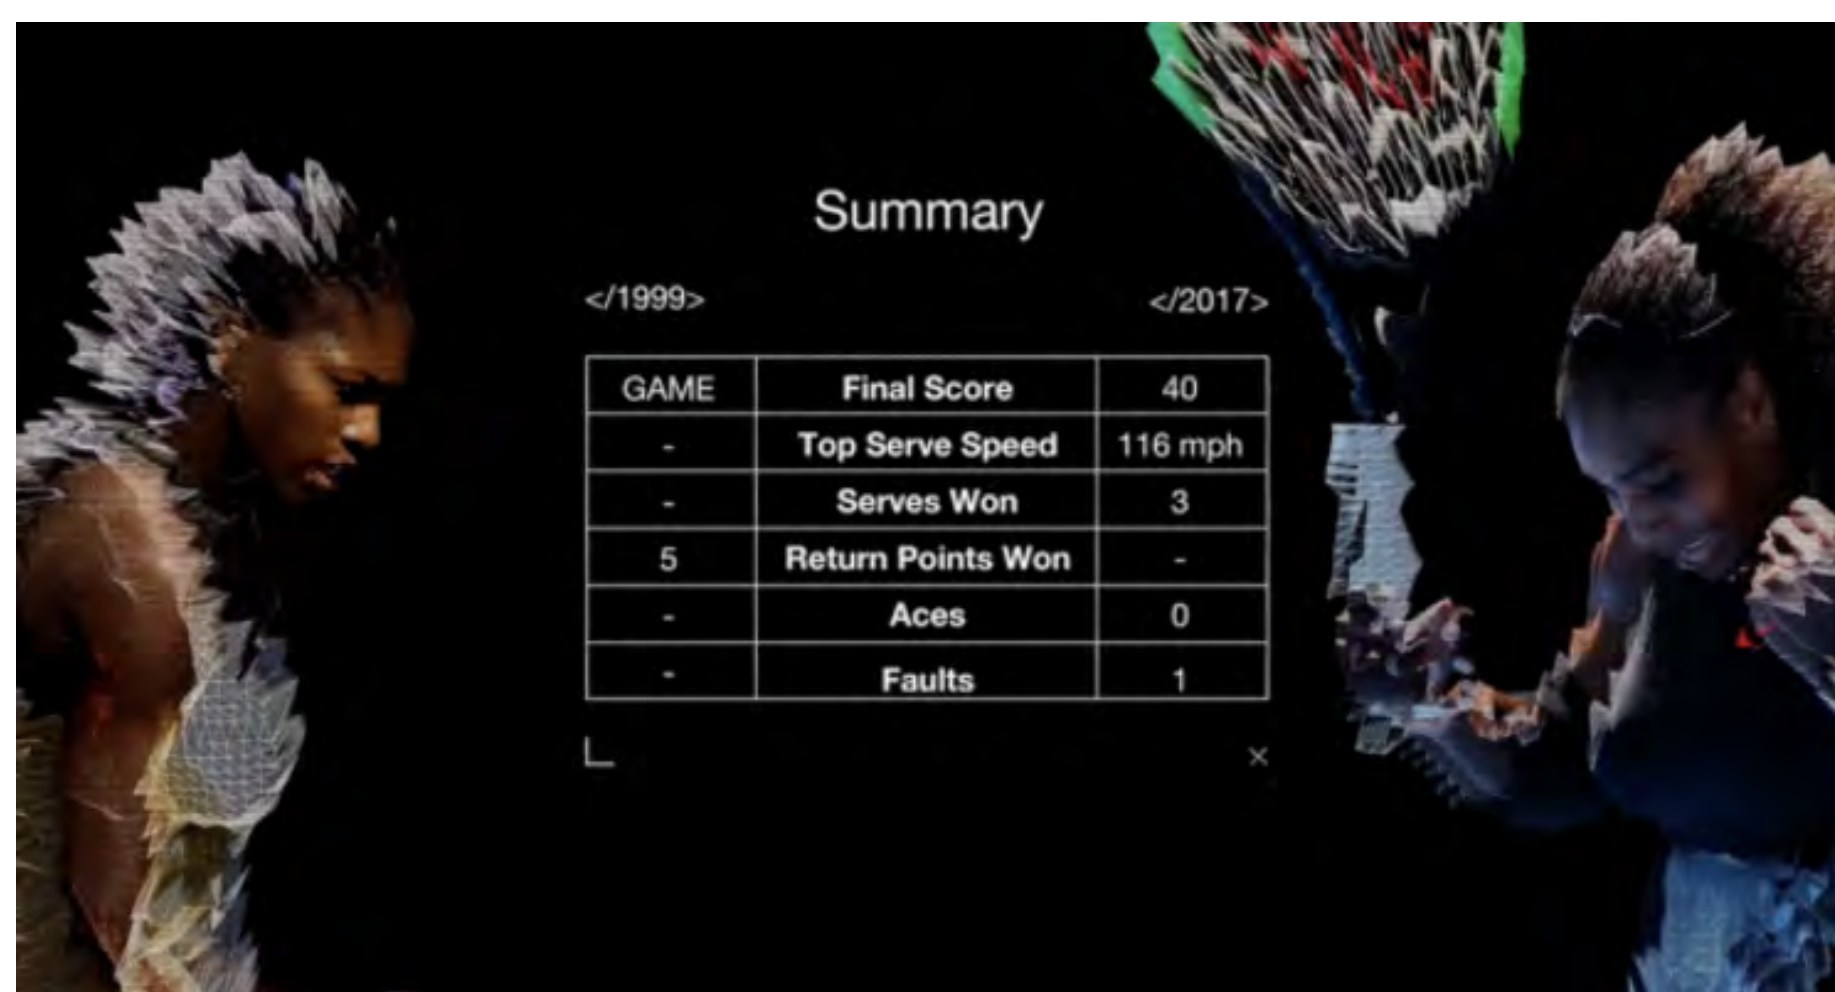 Summary
</1999> </2017>
GAME Final Score 40
- Top Serve Speed 116 mph
- Serves Won 3
5 Return Points Won -
- Aces 0
- Faults 1